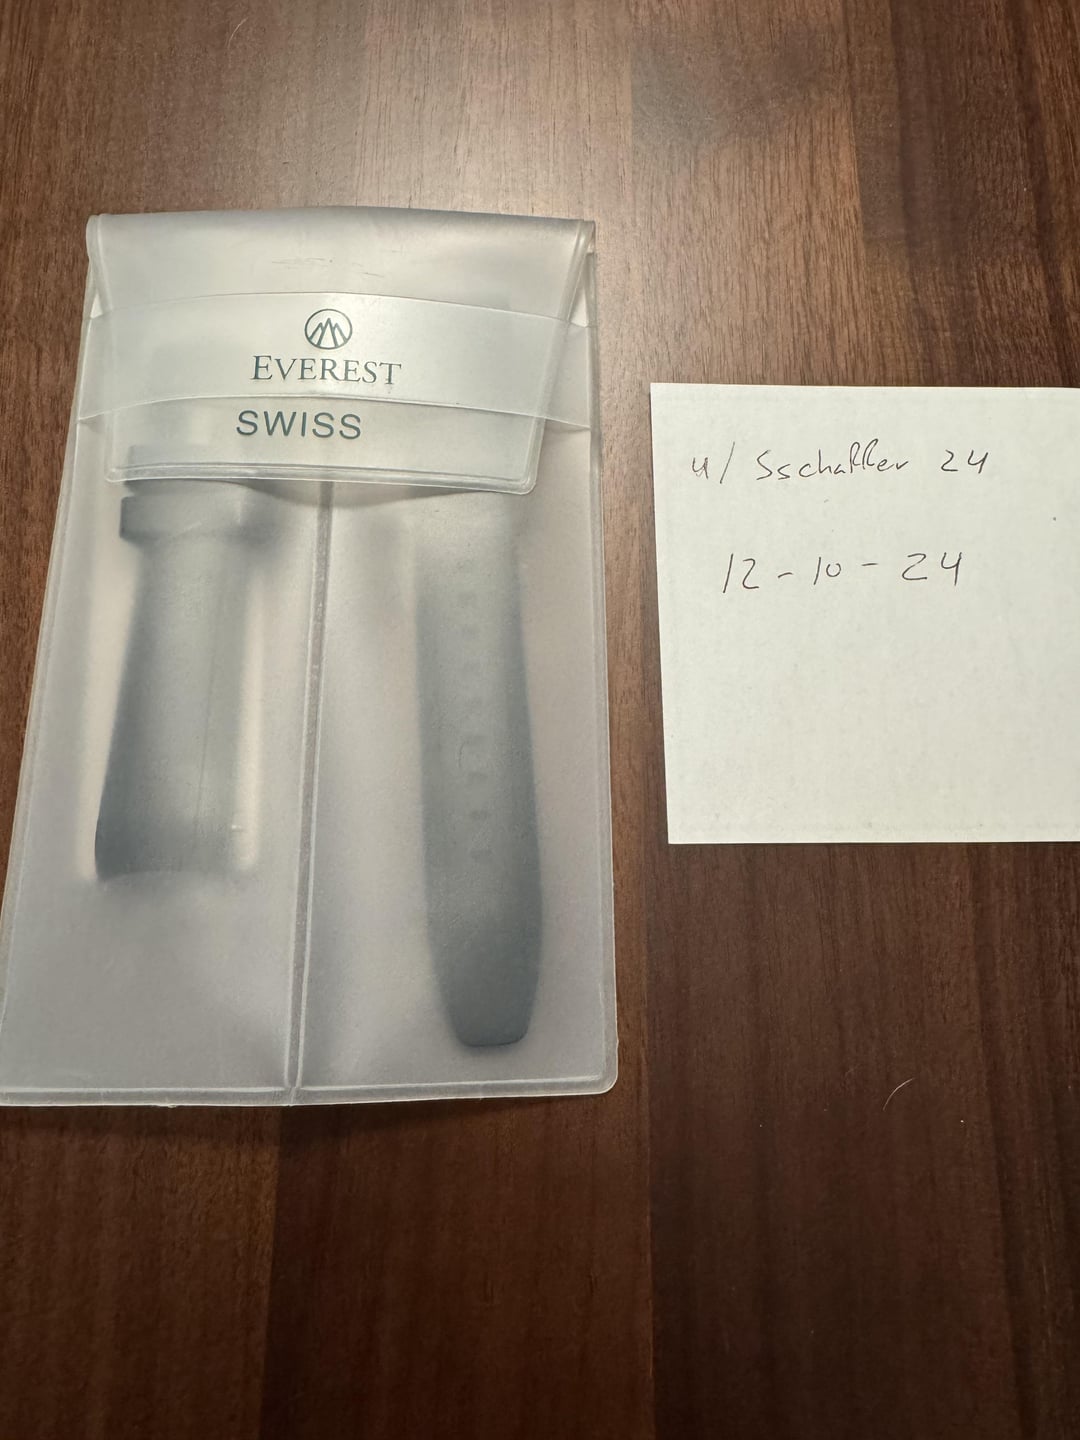 EVEREST
SWISS
u/Sschaffer 24
12-10-24